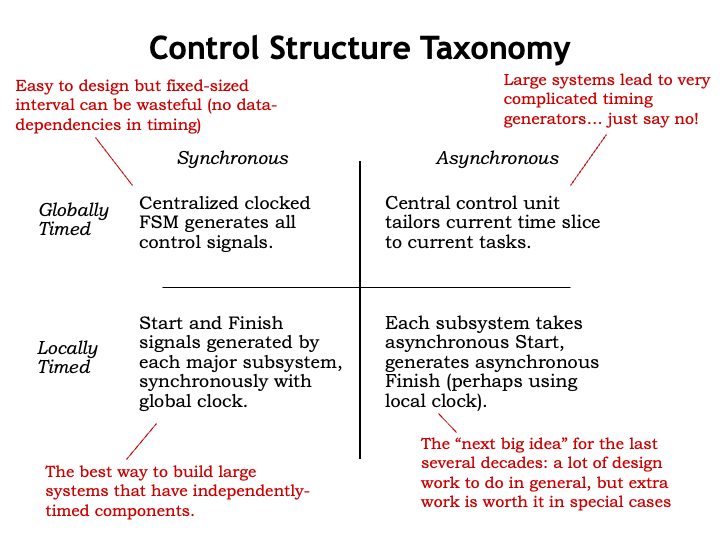 Control Structure Taxonomy
Easy to design but fixed-sized
interval can be wasteful (no data-
dependencies in timing)
Large systems lead to very
complicated timing
generators… just say no!
Synchronous
Asynchronous
Globally
Timed
Centralized clocked
FSM generates all
control signals.
Central control unit
tailors current time slice
to current tasks.
Locally
Timed
Start and Finish
signals generated by
each major subsystem,
synchronously with
global clock.
Each subsystem takes
asynchronous Start,
generates asynchronous
Finish (perhaps using
local clock).
The best way to build large
systems that have independently-
timed components.
The “next big idea” for the last
several decades: a lot of design
work to do in general, but extra
work is worth it in special cases